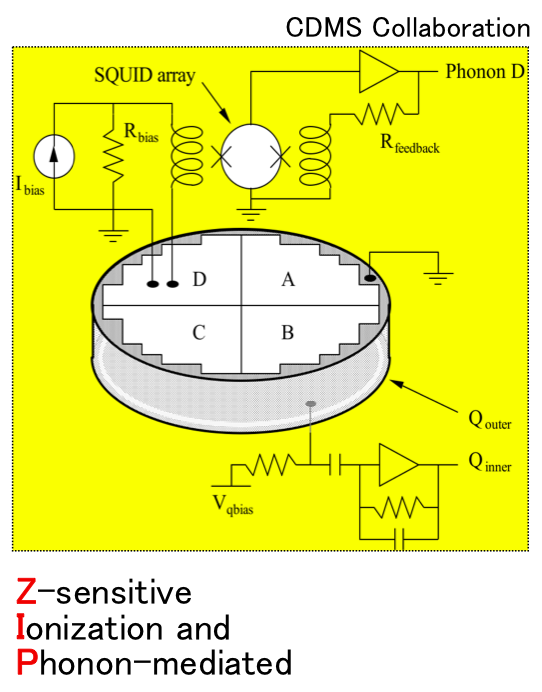 CDMS Collaboration
SQUID array
Phonon D
R bias
R feedback
I bias
D A
C B
Q outer
Q inner
V qbias
Z-sensitive
Ionization and
Phonon-mediated